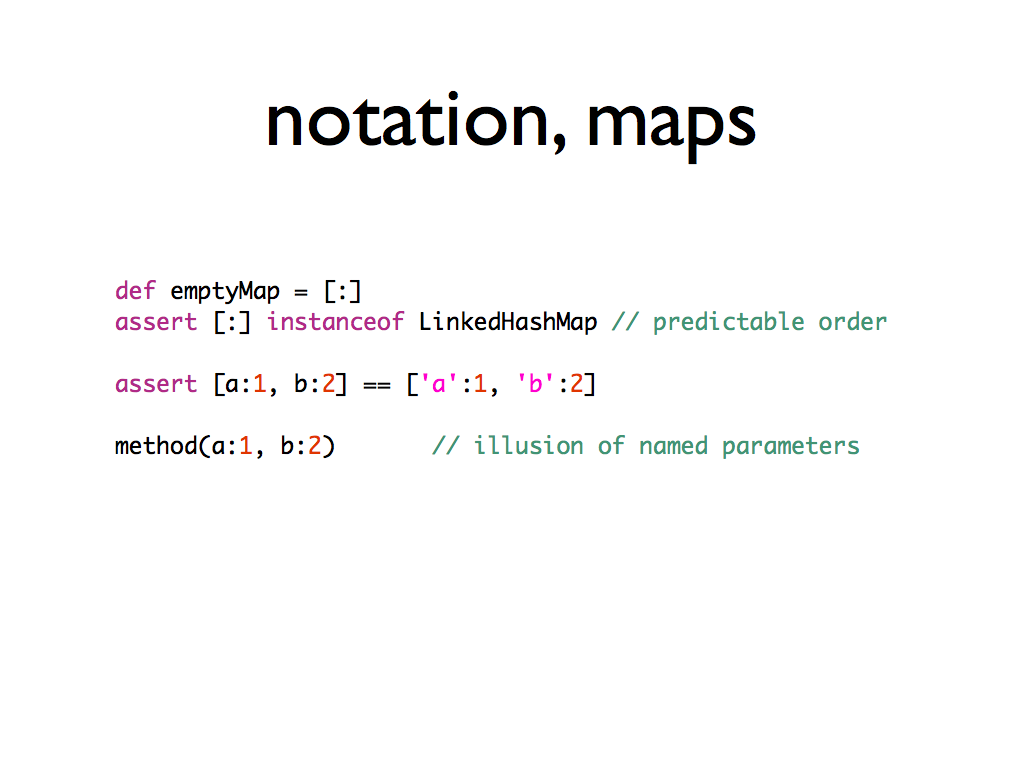 notation, maps
def emptyMap = [:]
assert [:] instanceof LinkedHashMap // predictable order
assert [a:1, b:2] == ['a':1, 'b':2]
method(a:1, b:2)       // illusion of named parameters